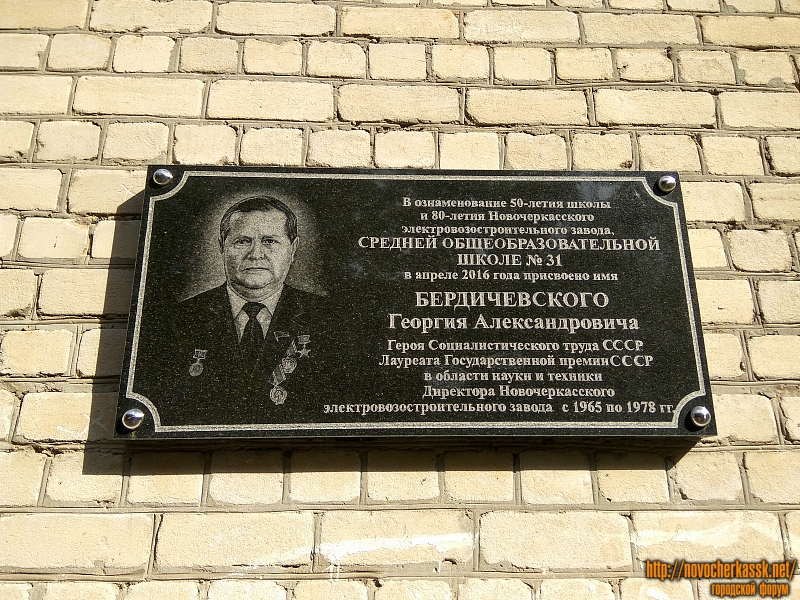 В ознаменование 50-летия школы
и 80-летия Новочеркасского
электровозостроительного завода,
СРЕДНЕЙ ОБЩЕОБРАЗОВАТЕЛЬНОЙ
ШКОЛЕ № 31
в апреле 2016 года присвоено имя
БЕРДИЧЕВСКОГО
Георгия Александровича
Героя Социалистического труда СССР
Лауреата Государственной премии СССР
в области науки и техники
Директора Новочеркасского
электровозостроительного завода с 1965 по 1978 гг.
http://novocherkassk.net/
городской форум